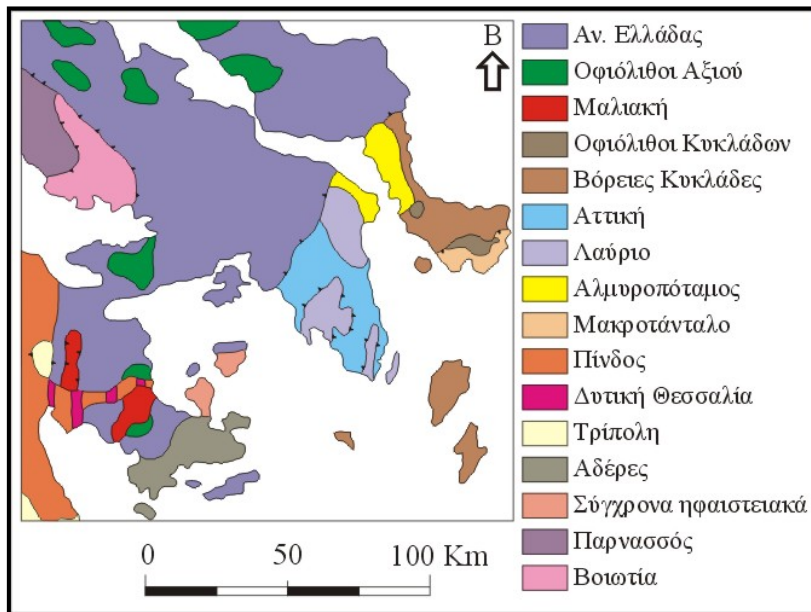 B
Αν. Ελλάδας
Οφιόλιθοι Αξιού
Μαλιακή
Οφιόλιθοι Κυκλάδων
Βόρειες Κυκλάδες
Αττική
Λαύριο
Αλμυροπόταμος
Μακροτάνταλο
Πίνδος
Δυτική Θεσσαλία
Τρίπολη
Αδέρες
Σύγχρονα ηφαιστειακά
Παρνασσός
Βοιωτία
0 50 100 Km